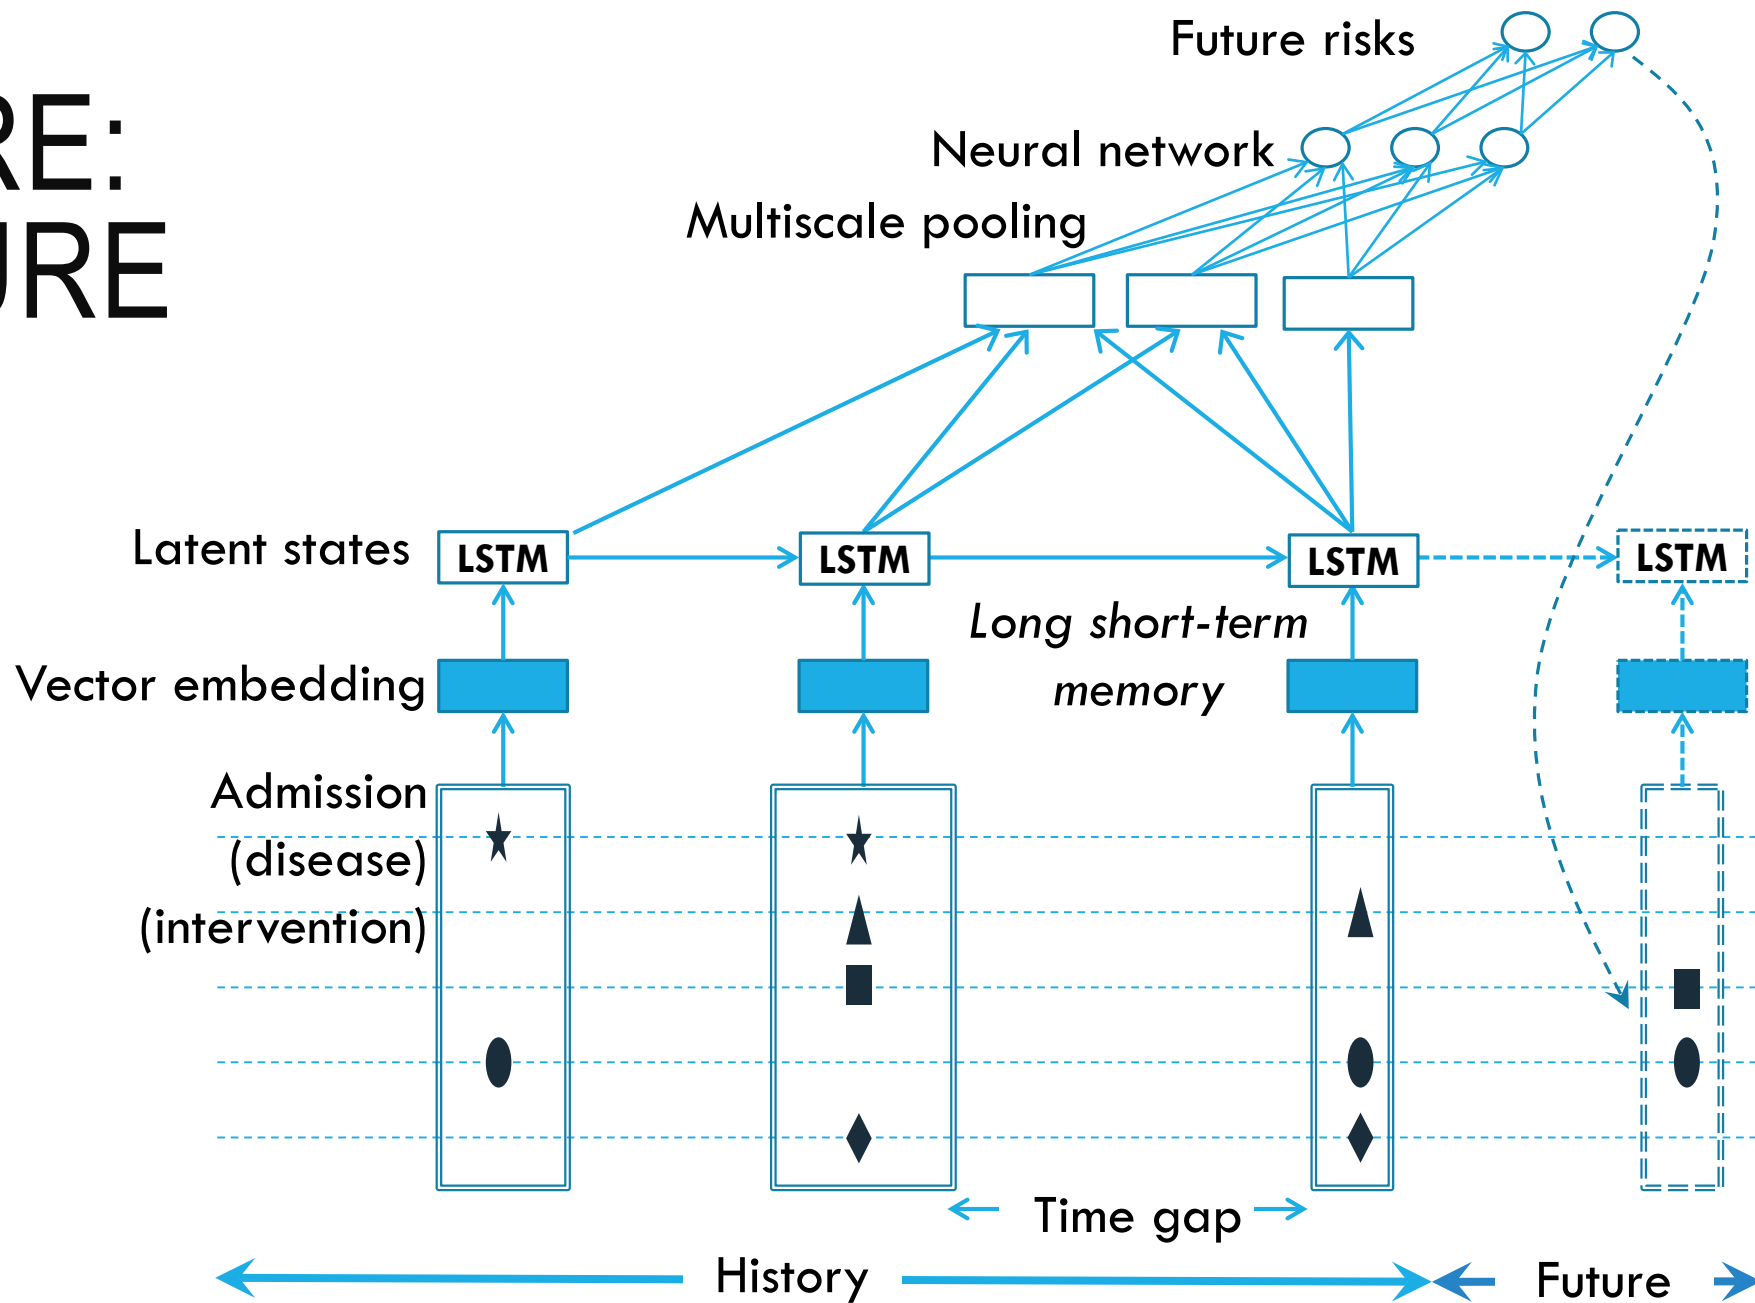 RE:
URE
Future risks
Neural network
Multiscale pooling
Latent states
LSTM
LSTM
LSTM
LSTM
Long short-term
memory
Vector embedding
Admission
(disease)
(intervention)
Time gap
History
Future